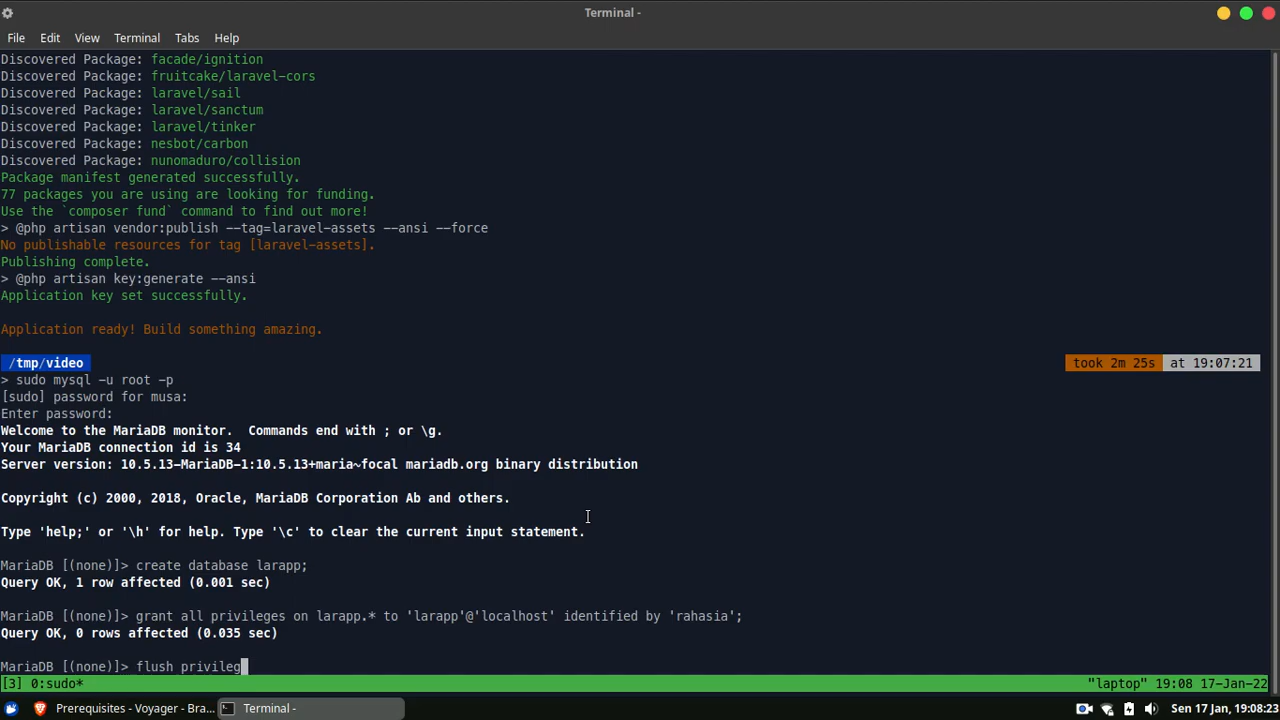 Terminal -
File Edit View Terminal Tabs Help
Discovered Package: facade/ignition
Discovered Package: fruitcake/laravel-cors
Discovered Package: laravel/sail
Discovered Package: laravel/sanctum
Discovered Package: laravel/tinker
Discovered Package: nesbot/carbon
Discovered Package: nunomaduro/collision
Package manifest generated successfully.
77 packages you are using are looking for funding.
Use the `composer fund` command to find out more!
> @php artisan vendor:publish --tag=laravel-assets --ansi --force
No publishable resources for tag [laravel-assets].
Publishing complete.
> @php artisan key:generate --ansi
Application key set successfully.
Application ready! Build something amazing.
/tmp/video took 2m 25s at 19:07:21
> sudo mysql -u root -p
[sudo] password for musa:
Enter password:
Welcome to the MariaDB monitor.  Commands end with ; or \g.
Your MariaDB connection id is 34
Server version: 10.5.13-MariaDB-1:10.5.13+maria~focal mariadb.org binary distribution
Copyright (c) 2000, 2018, Oracle, MariaDB Corporation Ab and others.
Type 'help;' or '\h' for help. Type '\c' to clear the current input statement.
MariaDB [(none)]> create database larapp;
Query OK, 1 row affected (0.001 sec)
MariaDB [(none)]> grant all privileges on larapp.* to 'larapp'@'localhost' identified by 'rahasia';
Query OK, 0 rows affected (0.035 sec)
MariaDB [(none)]> flush privileg
[3] 0:sudo* "laptop" 19:08 17-Jan-22
Prerequisites - Voyager - Bra... Terminal - Sen 17 Jan, 19:08:23